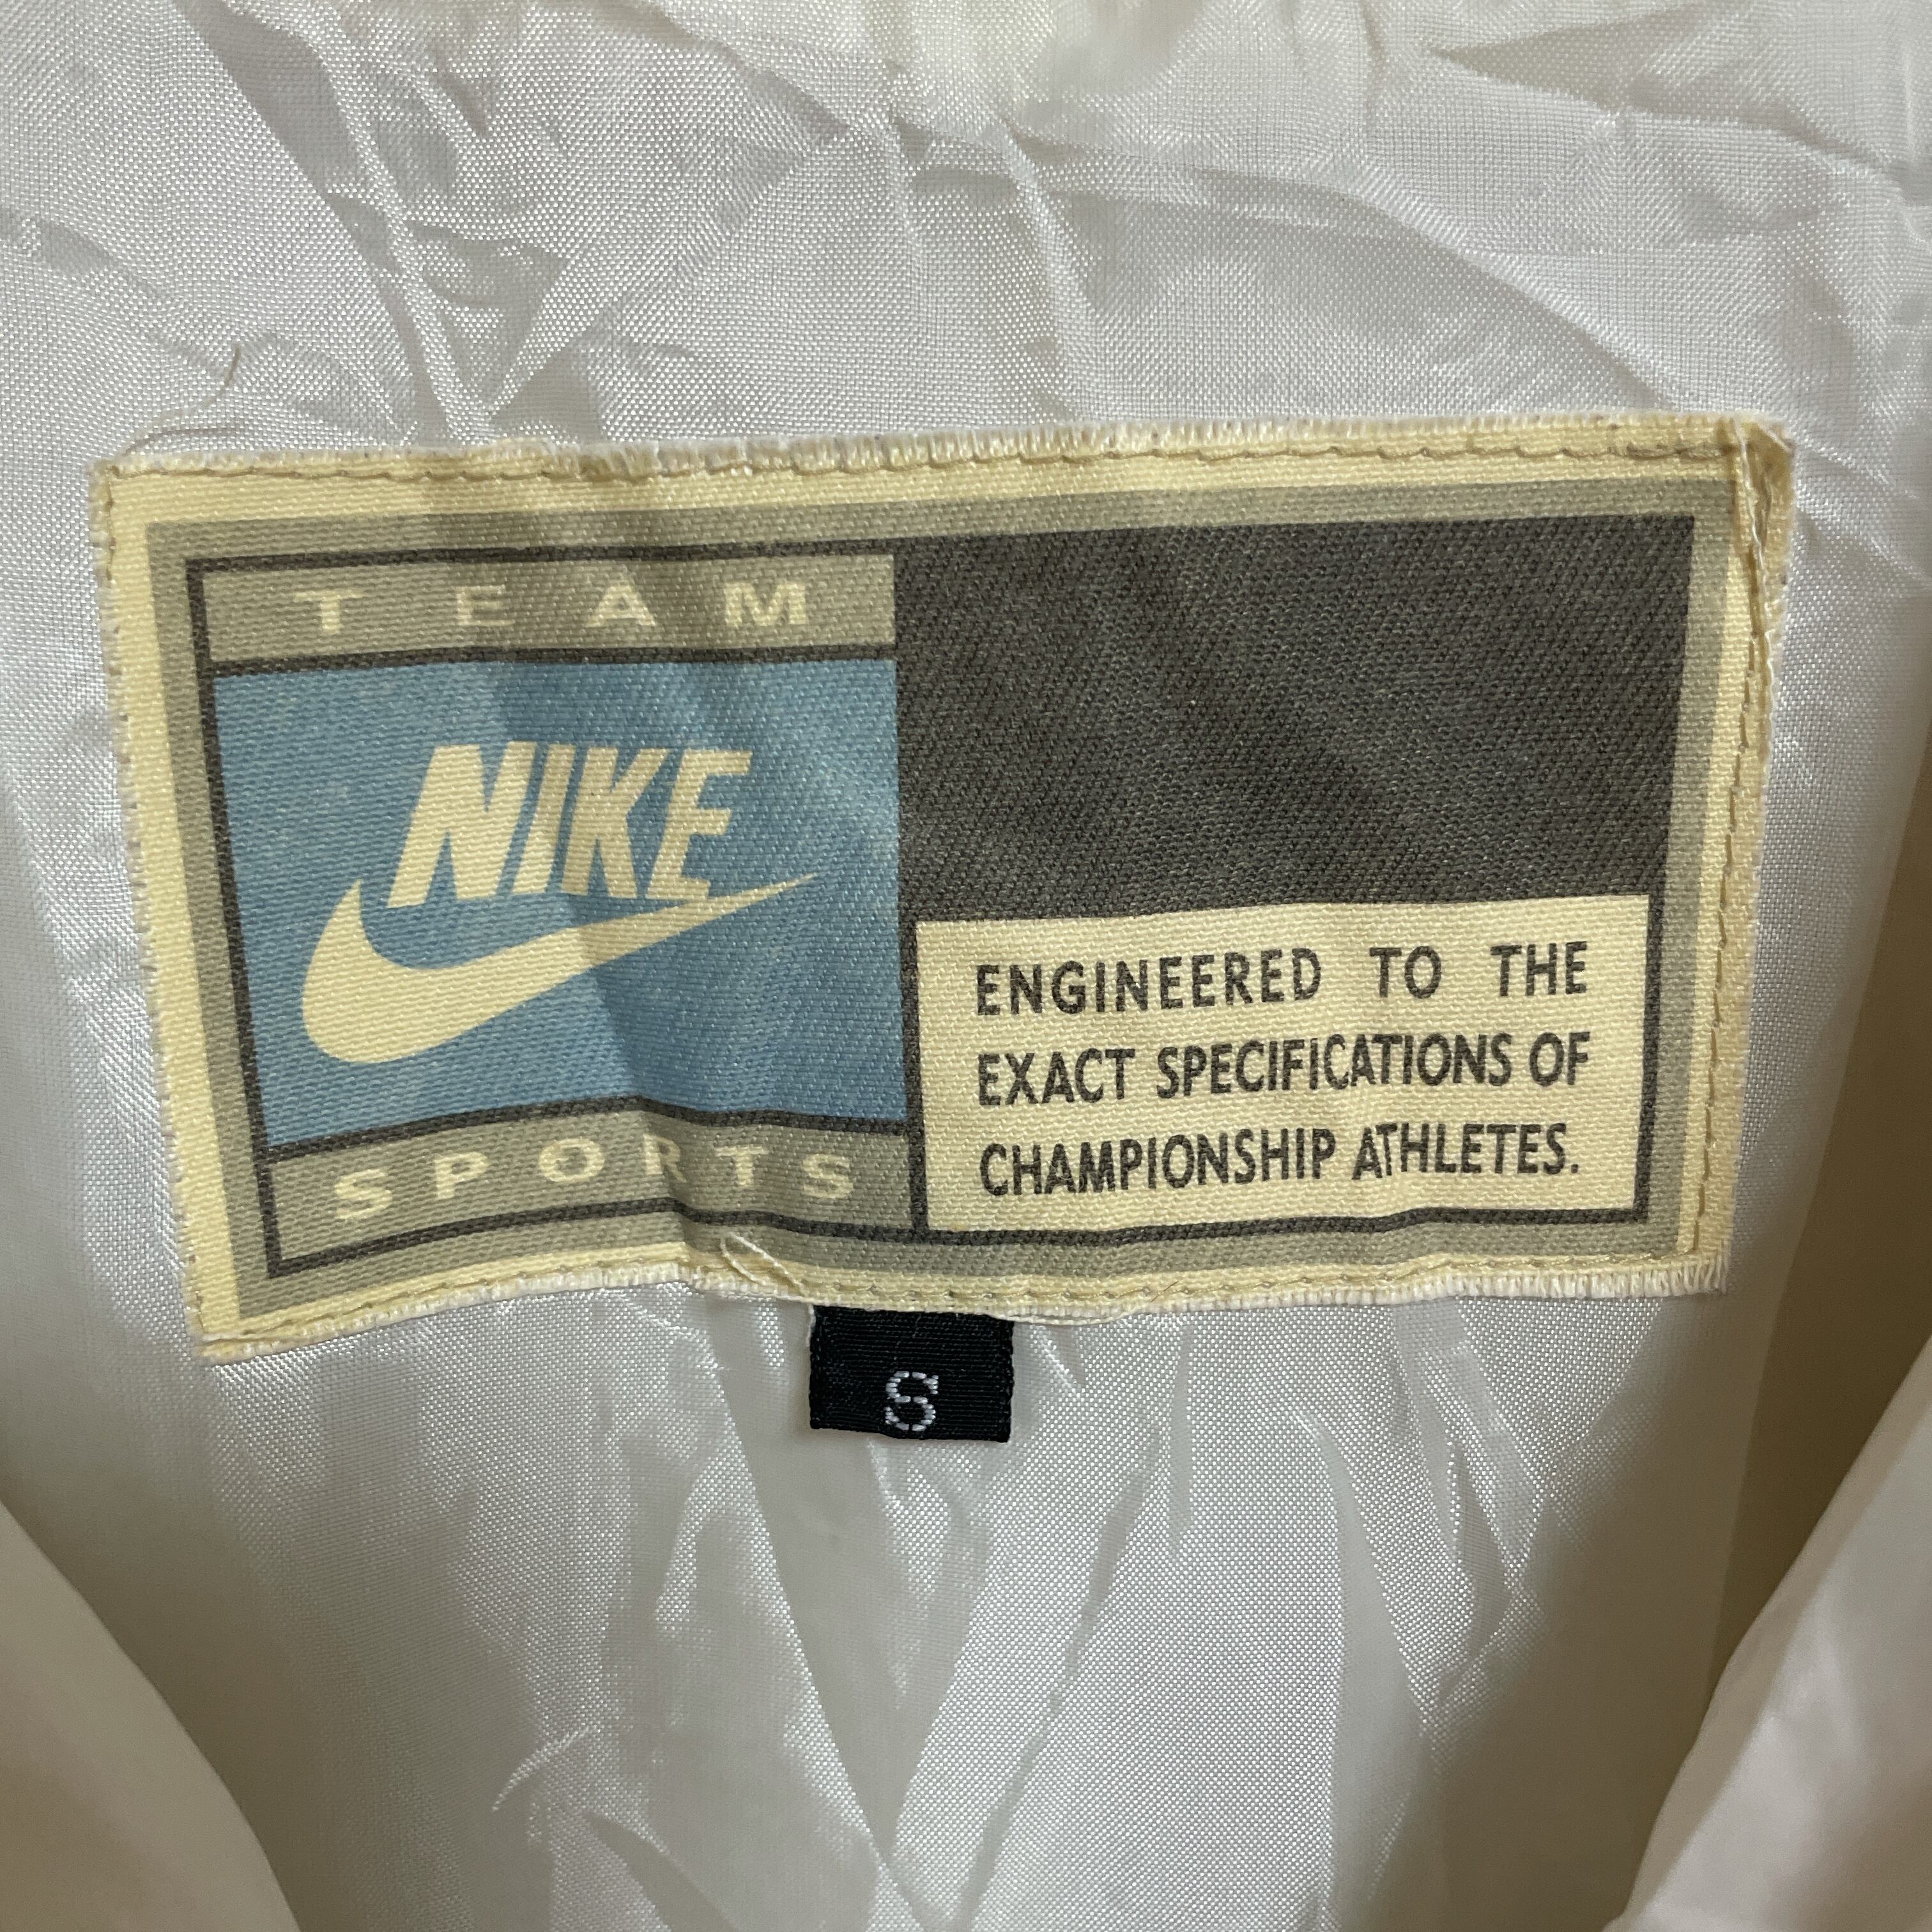 TEAM
NIKE
SPORTS
ENGINEERED TO THE
EXACT SPECIFICATIONS OF
CHAMPIONSHIP ATHLETES.
S